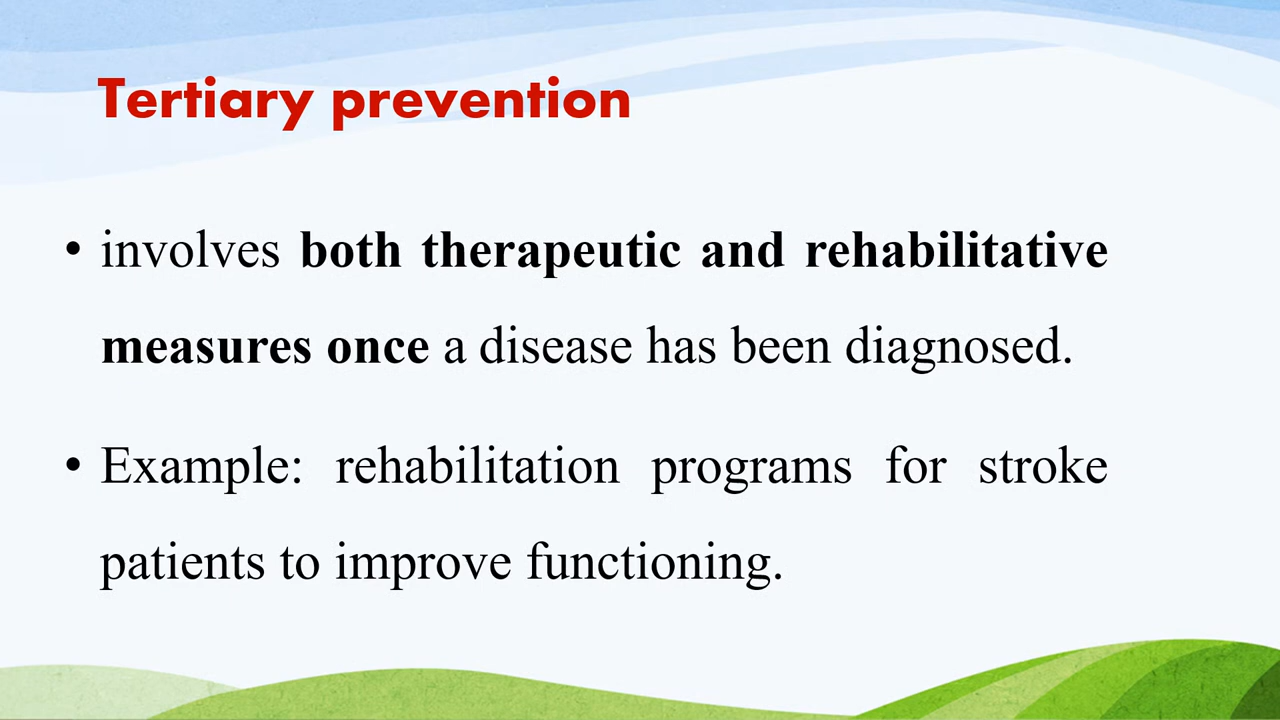 Tertiary prevention
• involves both therapeutic and rehabilitative
measures once a disease has been diagnosed.
• Example: rehabilitation programs for stroke
patients to improve functioning.